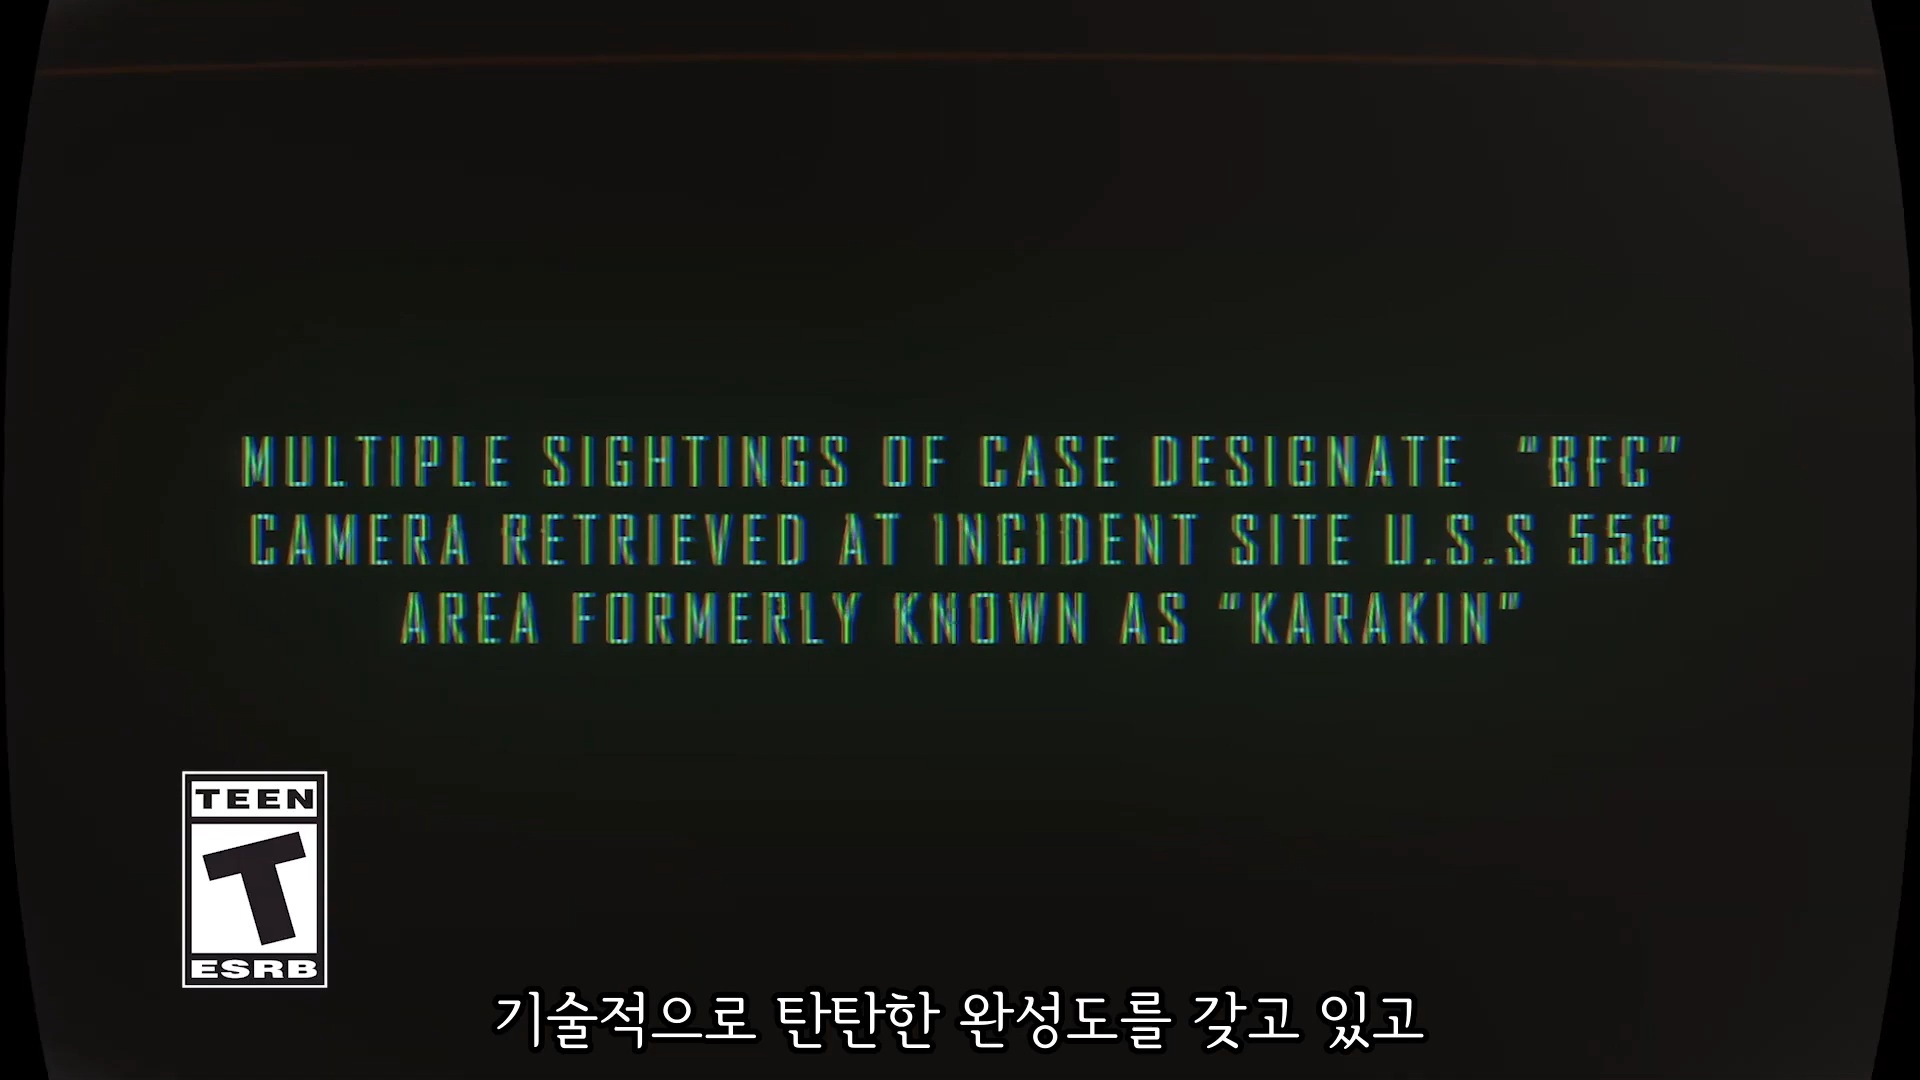 MULTIPLE SIGHTINGS OF CASE DESIGNATE "BFC"
CAMERA RETRIEVED AT INCIDENT SITE U.S.S 556
AREA FORMERLY KNOWN AS "KARAKIN"
TEEN
T
ESRB
기술적으로 탄탄한 완성도를 갖고 있고